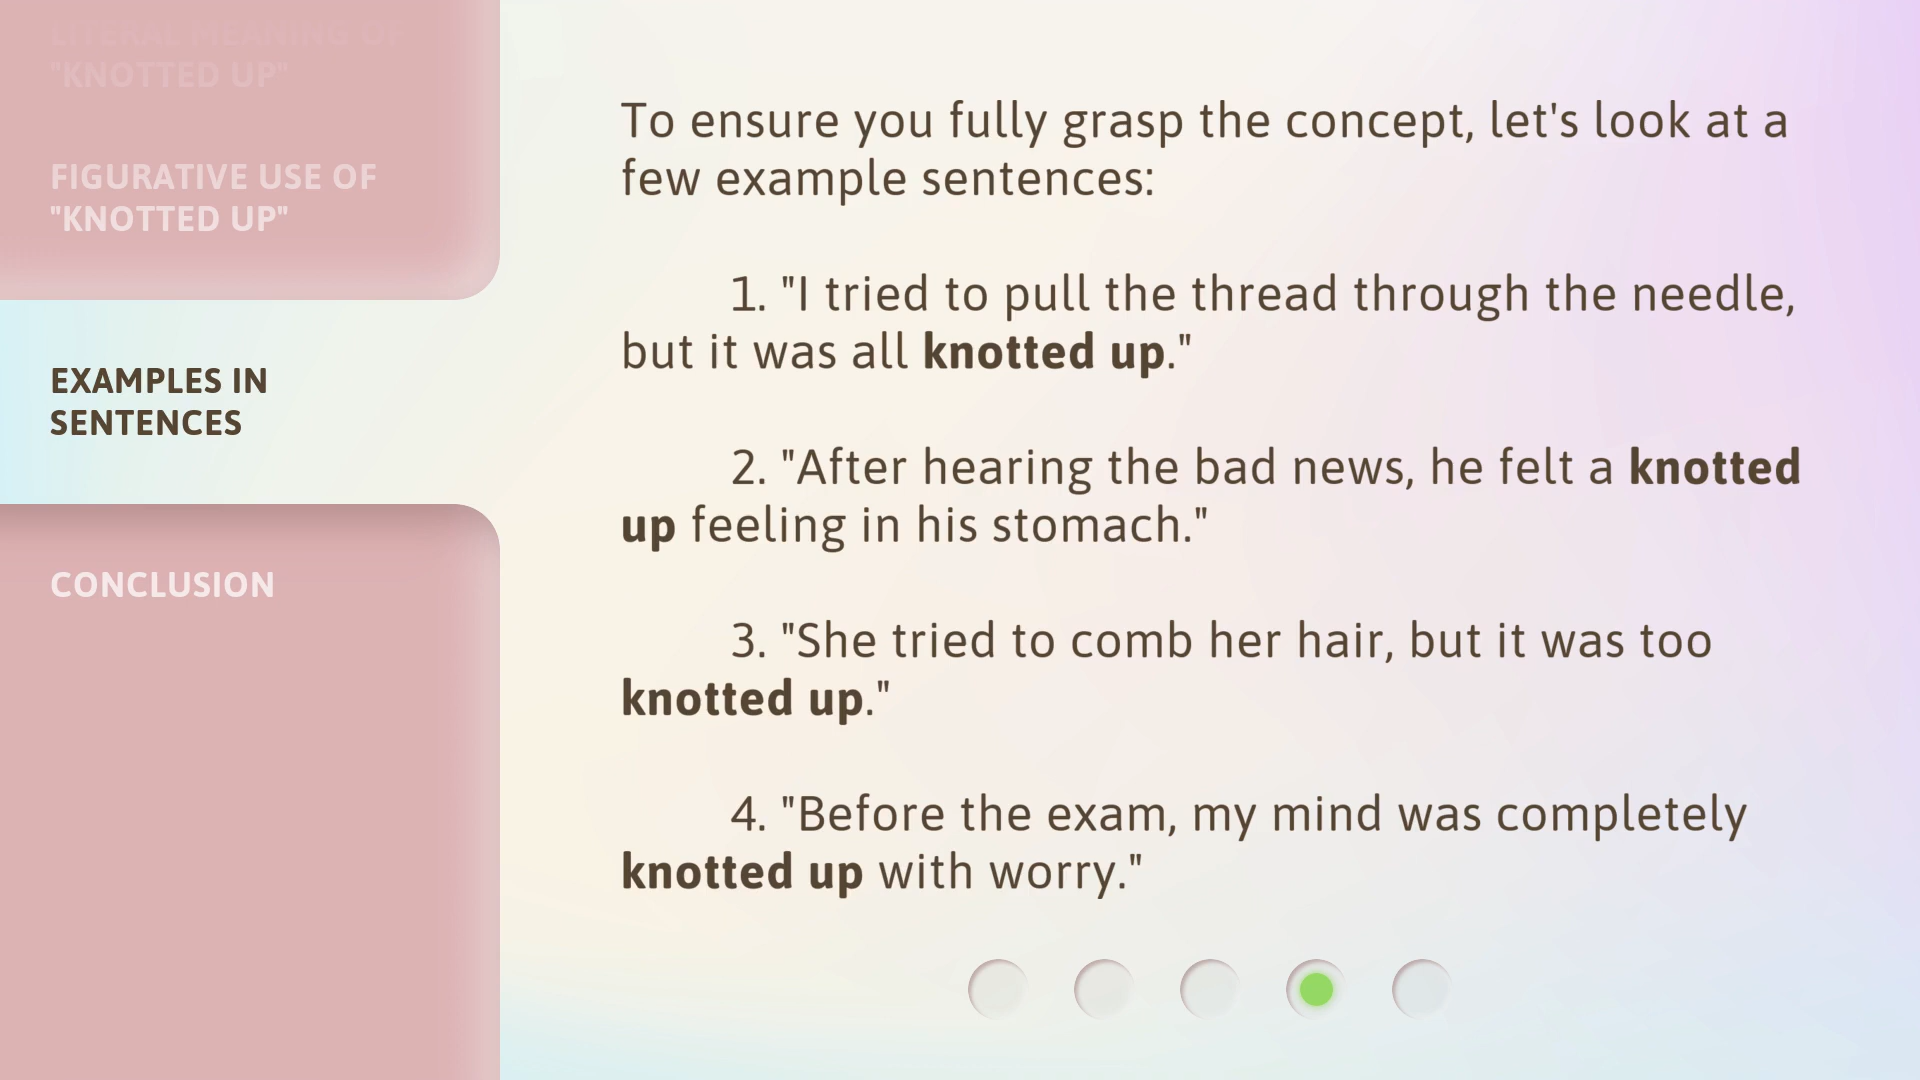 LITERAL MEANING OF
"KNOTTED UP"
FIGURATIVE USE OF
"KNOTTED UP"
EXAMPLES IN
SENTENCES
CONCLUSION
To ensure you fully grasp the concept, let's look at a
few example sentences:
1. "I tried to pull the thread through the needle,
but it was all knotted up."
2. "After hearing the bad news, he felt a knotted
up feeling in his stomach."
3. "She tried to comb her hair, but it was too
knotted up."
4. "Before the exam, my mind was completely
knotted up with worry."